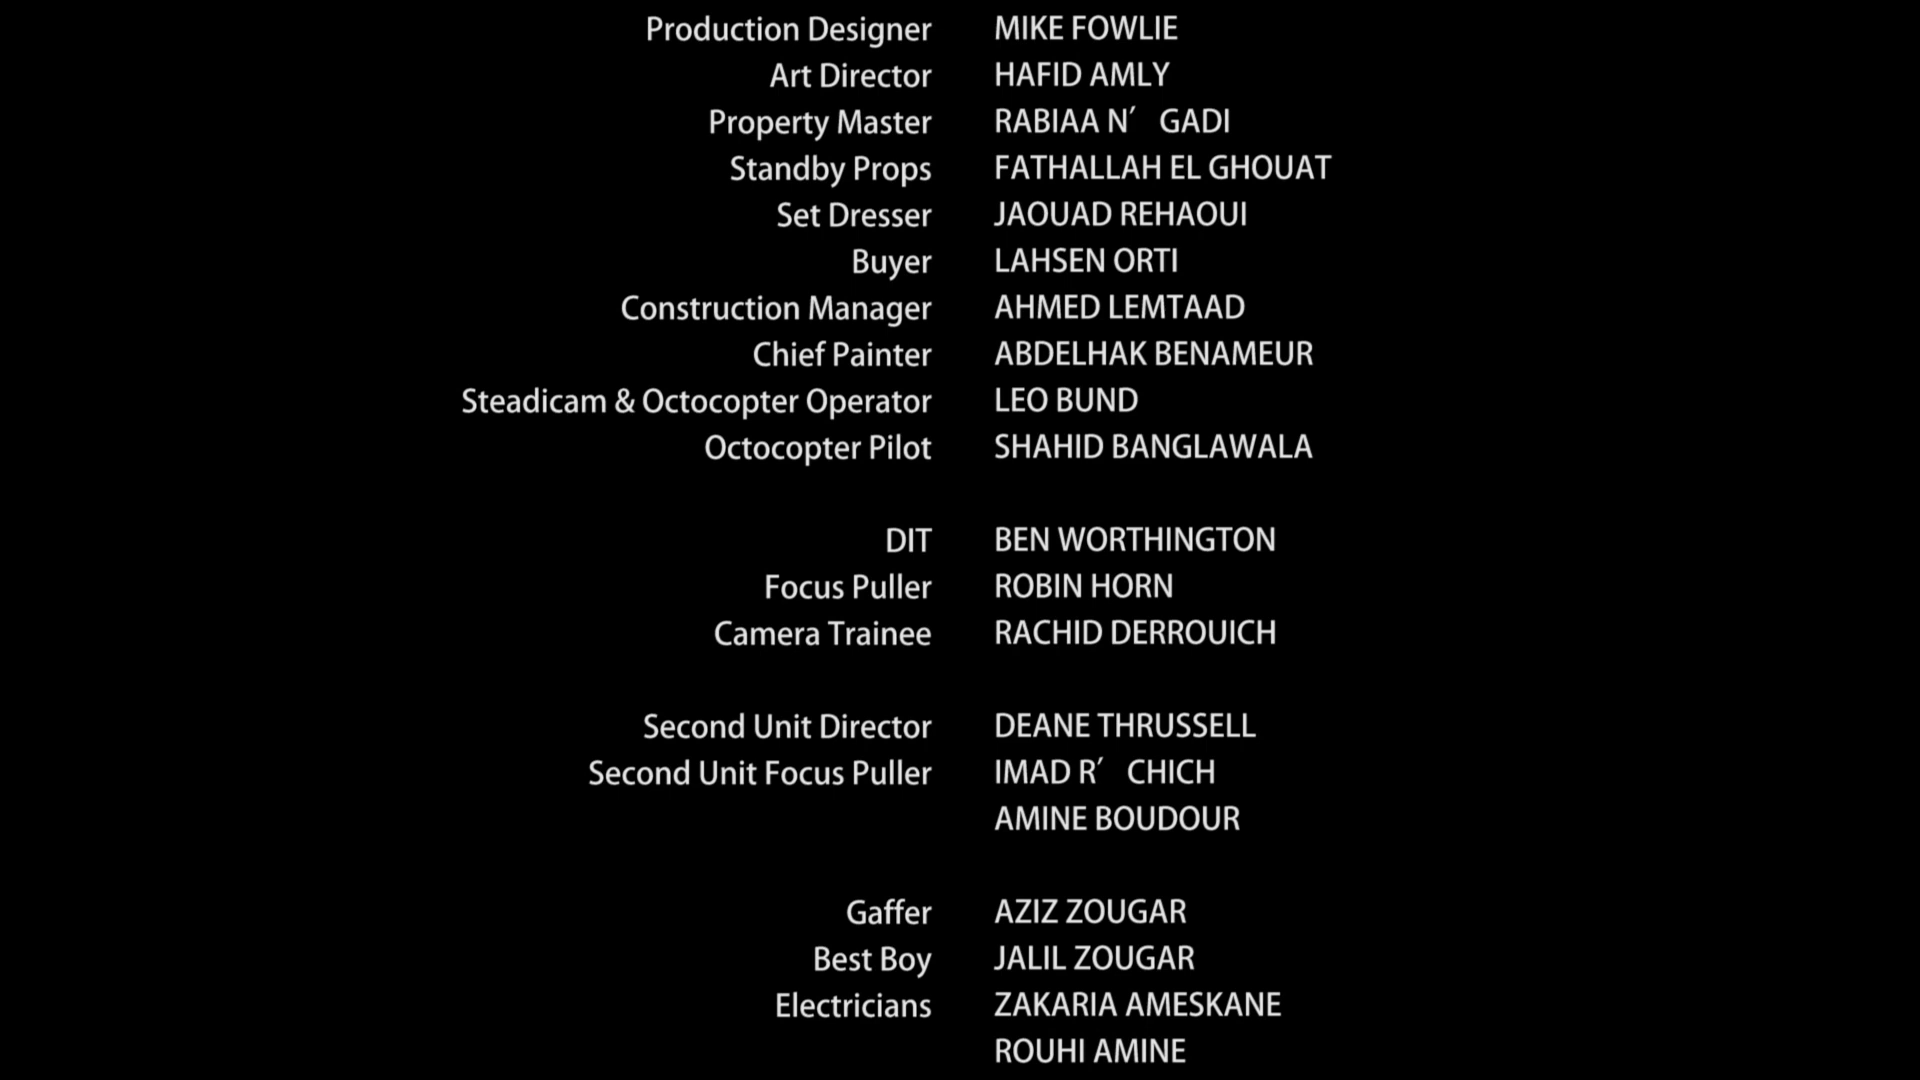 Production Designer MIKE FOWLIE
Art Director HAFID AMLY
Property Master RABIAA N′ GADI
Standby Props FATHALLAH EL GHOUAT
Set Dresser JAOUAD REHAOUI
Buyer LAHSEN ORTI
Construction Manager AHMED LEMTAAD
Chief Painter ABDELHAK BENAMEUR
Steadicam & Octocopter Operator LEO BUND
Octocopter Pilot SHAHID BANGLAWALA
DIT BEN WORTHINGTON
Focus Puller ROBIN HORN
Camera Trainee RACHID DERROUICH
Second Unit Director DEANE THRUSSELL
Second Unit Focus Puller IMAD R′ CHICH
AMINE BOUDOUR
Gaffer AZIZ ZOUGAR
Best Boy JALIL ZOUGAR
Electricians ZAKARIA AMESKANE
ROUHI AMINE